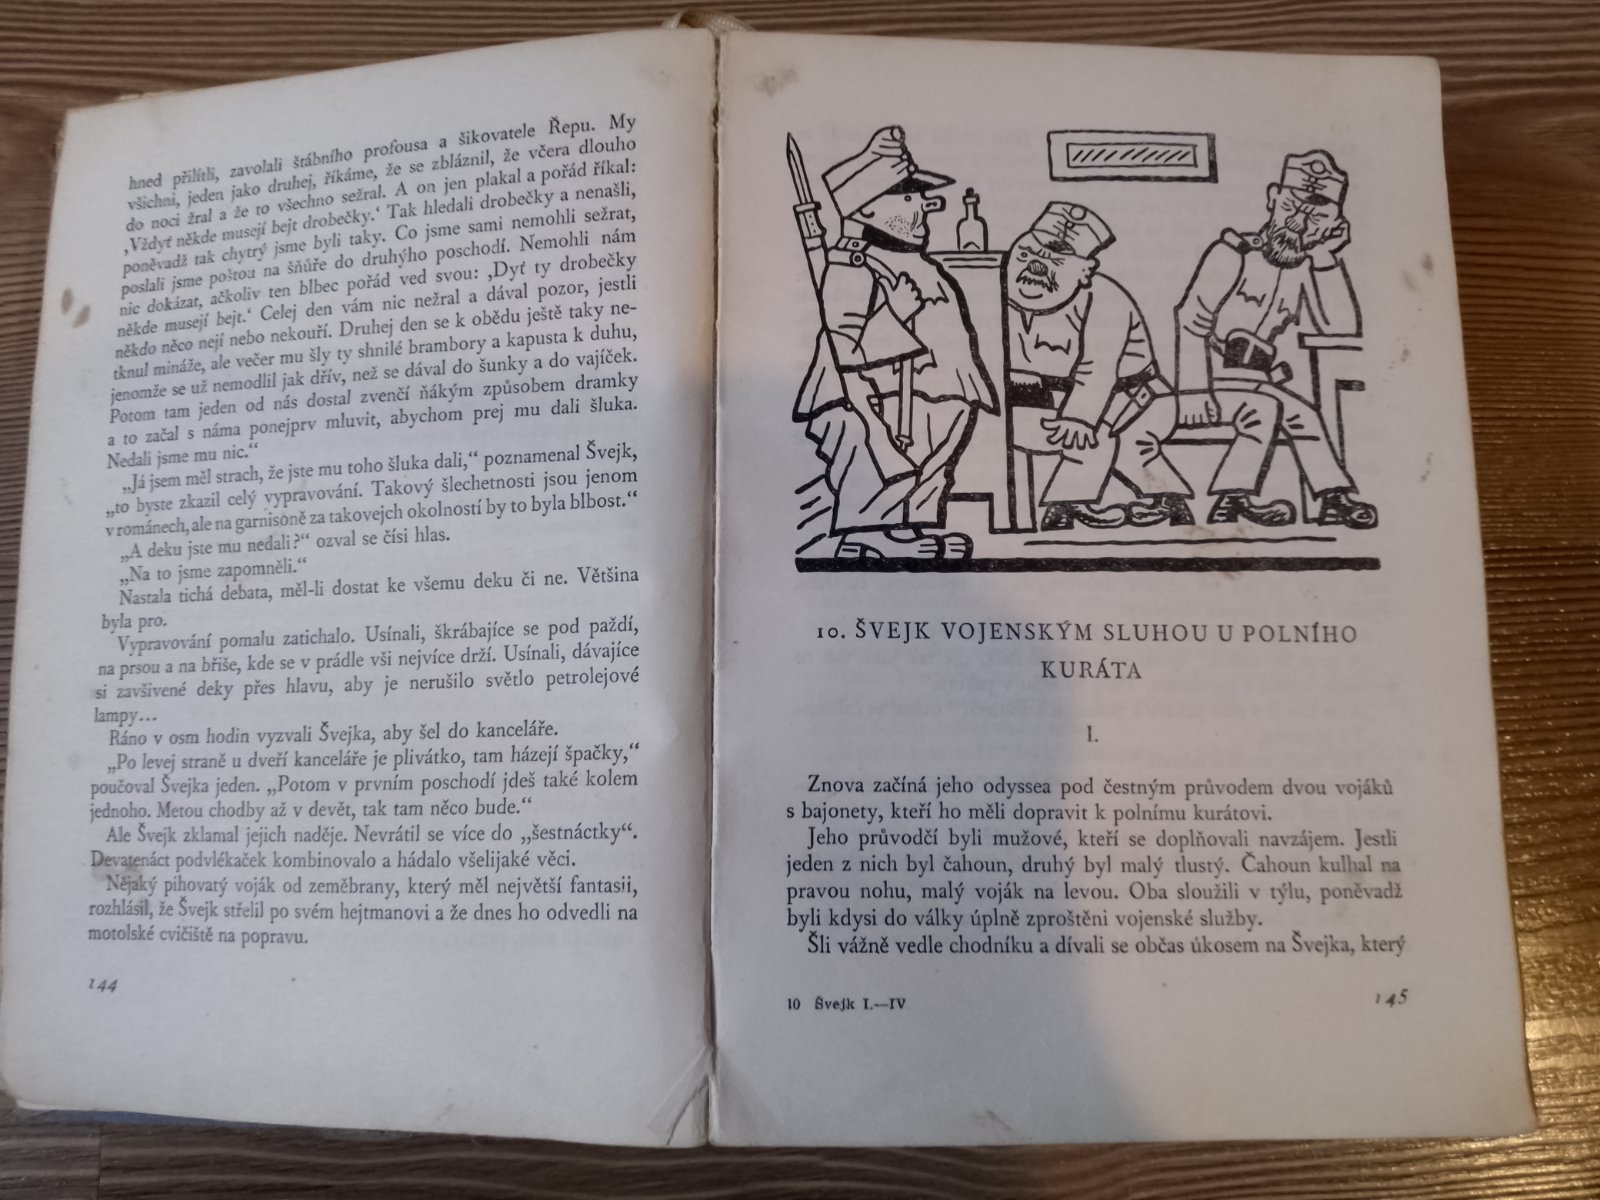 hned přilítli, zavolali štábního profousa a šikovatele Řepu. My
všichni, jeden jako druhej, říkáme, že se zbláznil, že včera dlouho
do noci žral a že to všechno sežral. A on jen plakal a pořád říkal:
‚Vždyť někde musejí bejt drobečky.‘ Tak hledali drobečky a nenašli,
poněvadž tak chytrý jsme byli taky. Co jsme sami nemohli sežrat,
poslali jsme poštou na šňůře do druhýho poschodí. Nemohli nám
nic dokázat, ačkoliv ten blbec pořád ved svou: ‚Dyť ty drobečky
někde musejí bejt.‘ Celej den vám nic nežral a dával pozor, jestli
někdo něco nejí nebo nekouří. Druhej den se k obědu ještě taky ne-
tknul mináže, ale večer mu šly ty shnilé brambory a kapusta k duhu,
jenomže se už nemodlil jak dřív, než se dával do šunky a do vajíček.
Potom tam jeden od nás dostal zvenčí ňákým způsobem dramky
a to začal s náma ponejprv mluvit, abychom prej mu dali šluka.
Nedali jsme mu nic.“
„Já jsem měl strach, že jste mu toho šluka dali,“ poznamenal Švejk,
„to byste zkazil celý vypravování. Takový šlechetnosti jsou jenom
v románech, ale na garnisóně za takovejch okolností by to byla blbost.“
„A deku jste mu nedali?“ ozval se čísi hlas.
„Na to jsme zapomněli.“
Nastala tichá debata, měl-li dostat ke všemu deku či ne. Většina
byla pro.
Vypravování pomalu zatichalo. Usínali, škrábajíce se pod paždí,
na prsou a na břiše, kde se v prádle vši nejvíce drží. Usínali, dávajíce
si zavšivené deky přes hlavu, aby je nerušilo světlo petrolejové
lampy...
Ráno v osm hodin vyzvali Švejka, aby šel do kanceláře.
„Po levej straně u dveří kanceláře je plivátko, tam házejí špačky,“
poučoval Švejka jeden. „Potom v prvním poschodí jdeš také kolem
jednoho. Metou chodby až v devět, tak tam něco bude.“
Ale Švejk zklamal jejich naděje. Nevrátil se více do „šestnáctky“.
Devatenáct podvlékaček kombinovalo a hádalo všelijaké věci.
Nějaký pihovatý voják od zeměbrany, který měl největší fantasii,
rozhlásil, že Švejk střelil po svém hejtmanovi a že dnes ho odvedli na
motolské cvičiště na popravu.
144
10. ŠVEJK VOJENSKÝM SLUHOU U POLNÍHO
KURÁTA
I.
Znova začíná jeho odyssea pod čestným průvodem dvou vojáků
s bajonety, kteří ho měli dopravit k polnímu kurátovi.
Jeho průvodčí byli mužové, kteří se doplňovali navzájem. Jestli
jeden z nich byl čahoun, druhý byl malý tlustý. Čahoun kulhal na
pravou nohu, malý voják na levou. Oba sloužili v týlu, poněvadž
byli kdysi do války úplně zproštěni vojenské služby.
Šli vážně vedle chodníku a dívali se občas úkosem na Švejka, který
10 Švejk I.—IV
145